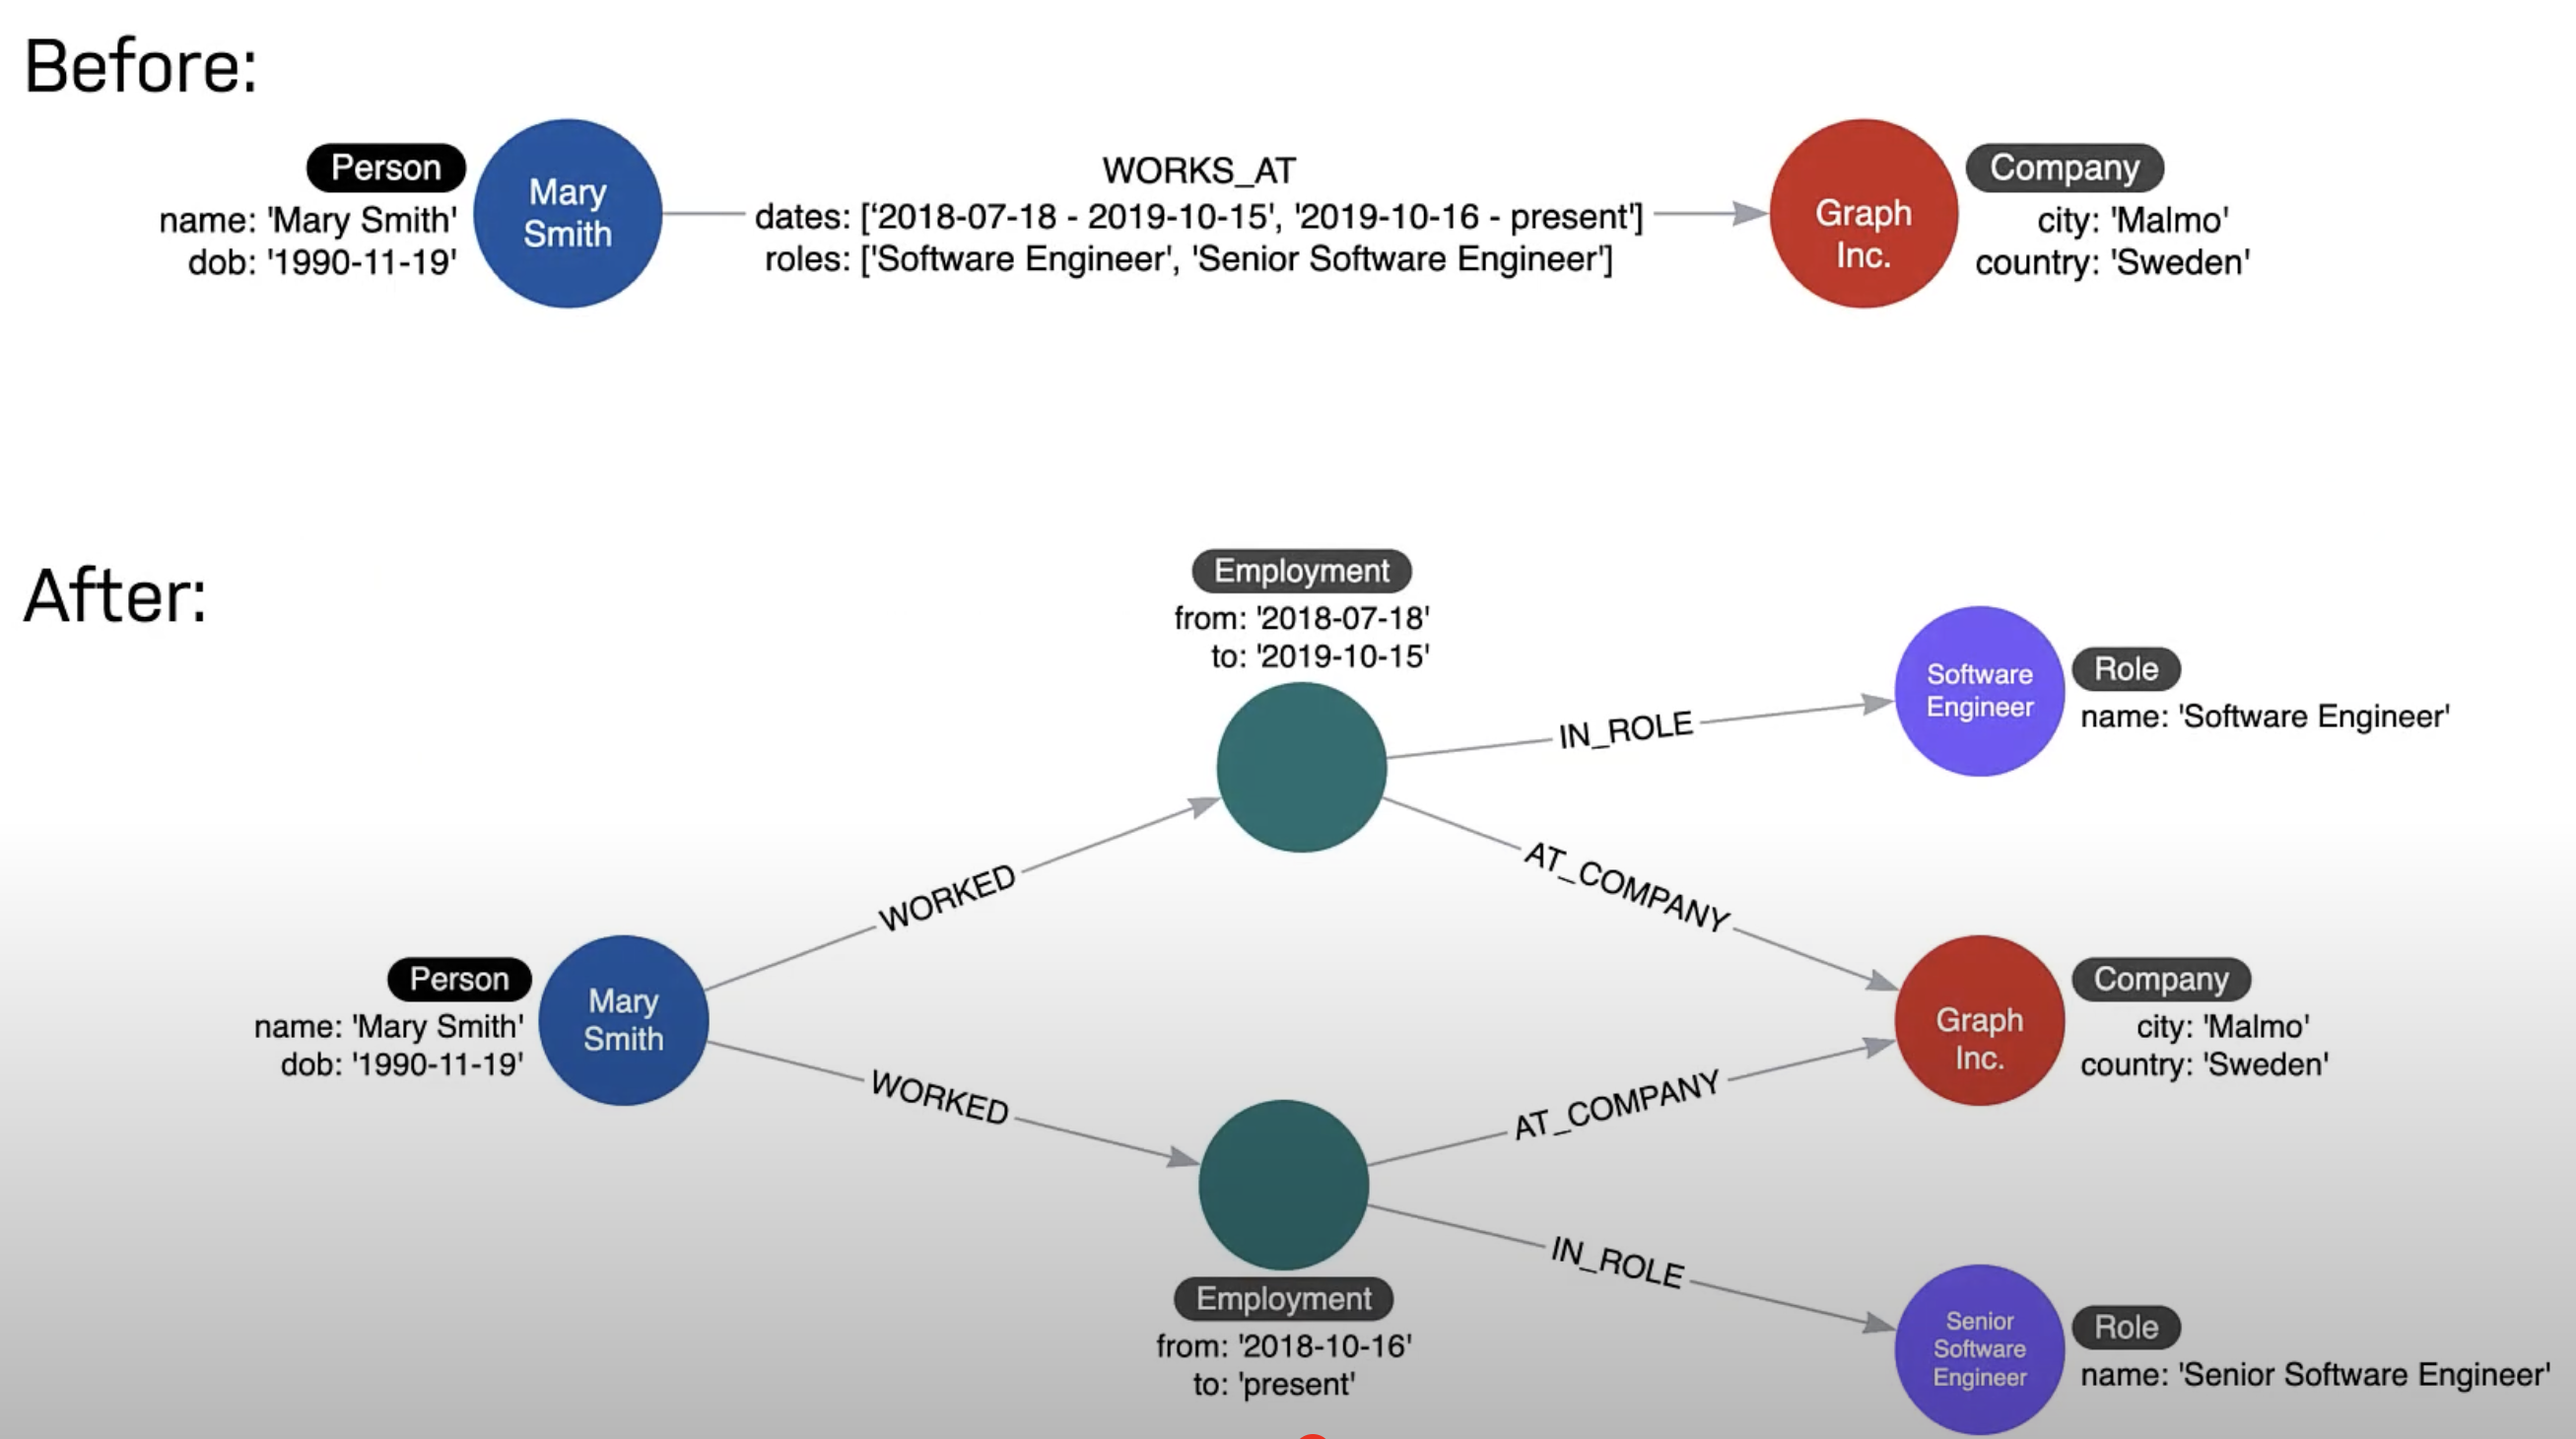 Before:
Person
name: 'Mary Smith'
dob: '1990-11-19'
Mary
Smith
WORKS_AT
dates: [‘2018-07-18 - 2019-10-15', '2019-10-16 - present']
roles: ['Software Engineer', 'Senior Software Engineer']
Graph
Inc.
Company
city: 'Malmo'
country: 'Sweden'
After:
Employment
from: '2018-07-18'
to: '2019-10-15'
IN_ROLE
Software
Engineer
Role
name: 'Software Engineer'
WORKED
AT_COMPANY
Person
name: 'Mary Smith'
dob: '1990-11-19'
Mary
Smith
Graph
Inc.
Company
city: 'Malmo'
country: 'Sweden'
WORKED
AT_COMPANY
IN_ROLE
Employment
from: '2018-10-16'
to: 'present'
Senior
Software
Engineer
Role
name: 'Senior Software Engineer'